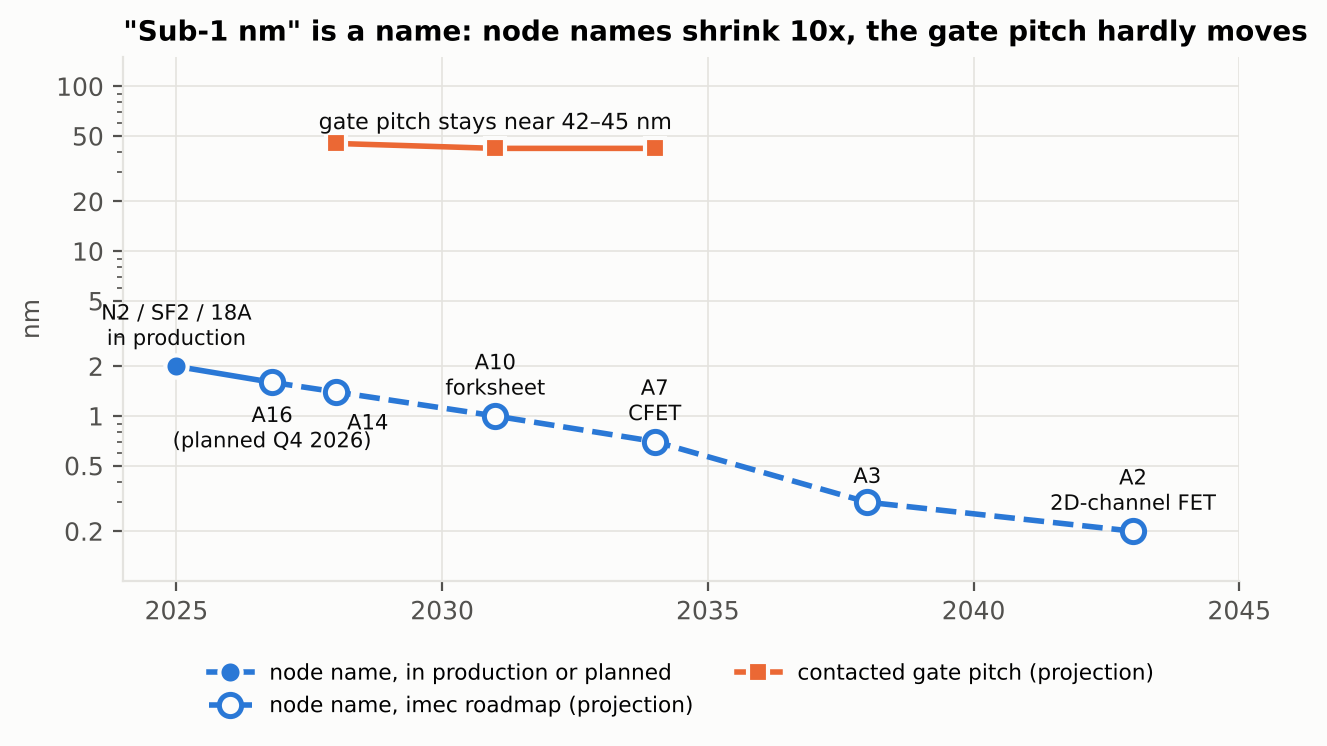 "Sub-1 nm" is a name: node names shrink 10x, the gate pitch hardly moves
100
50
20
10
5
2
1
0.5
0.2
nm
gate pitch stays near 42–45 nm
N2 / SF2 / 18A
in production
A16
(planned Q4 2026)
A14
A10
forksheet
A7
CFET
A3
A2
2D-channel FET
2025
2030
2035
2040
2045
node name, in production or planned
node name, imec roadmap (projection)
contacted gate pitch (projection)